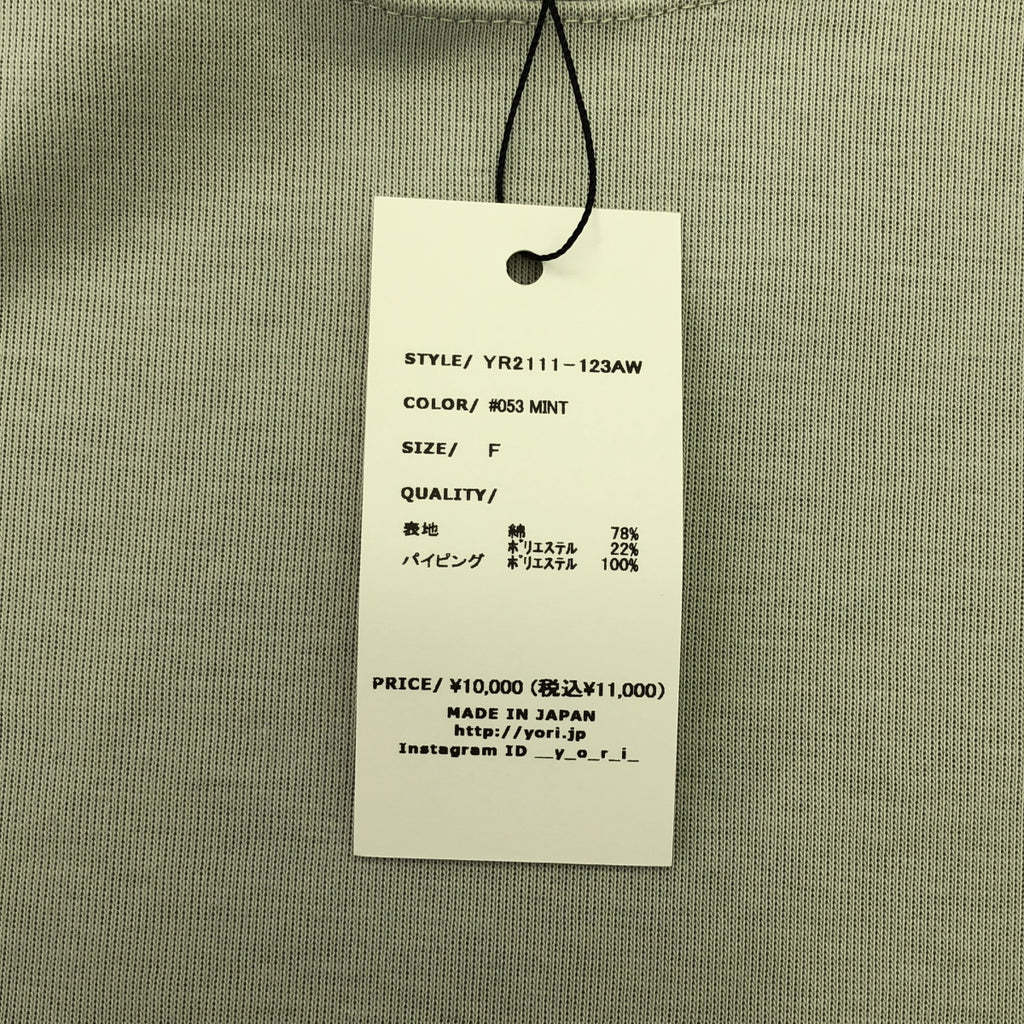 STYLE/ YR2111-123AW
COLOR/ #053 MINT
SIZE/ F
QUALITY/
表地 綿 78%
ﾎﾟﾘｴｽﾃﾙ 22%
パイピング ﾎﾟﾘｴｽﾃﾙ 100%
PRICE/ ¥10,000 (税込¥11,000)
MADE IN JAPAN
http://yori.jp
Instagram ID __y_o_r_i_